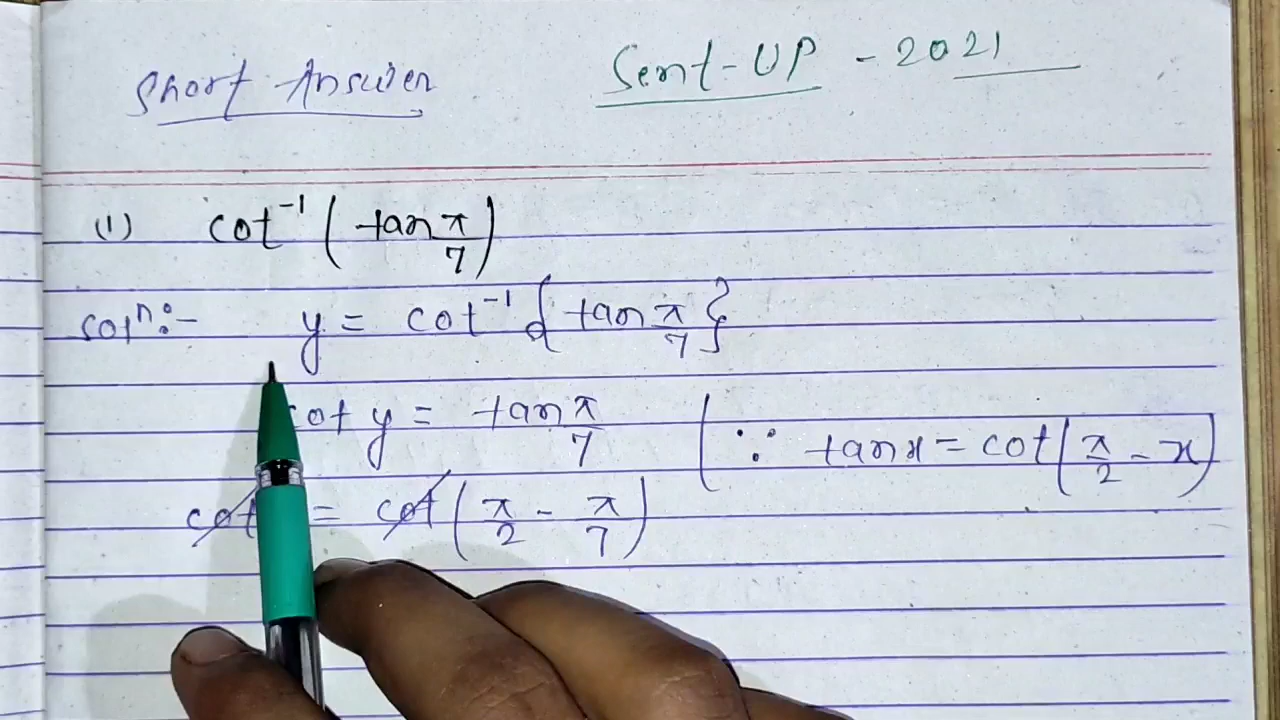 Short Answer
Sent-UP - 2021
(1) cot⁻¹ (tan π/7)
Solⁿ:- y = cot⁻¹ { tan π/7 }
cot y = tan π/7 [∵ tan x = cot (π/2 - x)
cot = cot (π/2 - π/7)